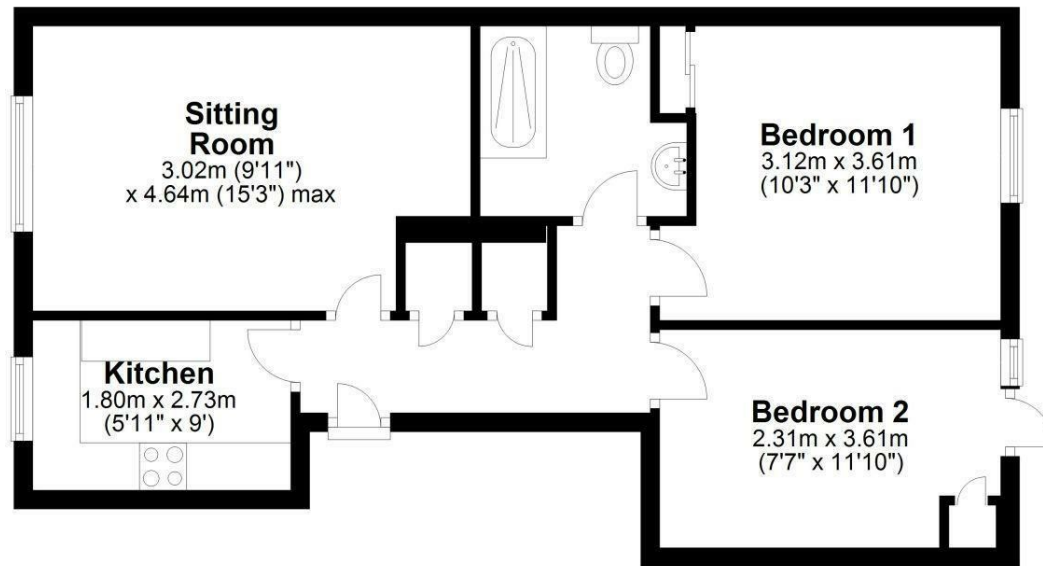 Sitting
Room
3.02m (9'11")
x 4.64m (15'3") max
Bedroom 1
3.12m x 3.61m
(10'3" x 11'10")
Kitchen
1.80m x 2.73m
(5'11" x 9')
Bedroom 2
2.31m x 3.61m
(7'7" x 11'10")